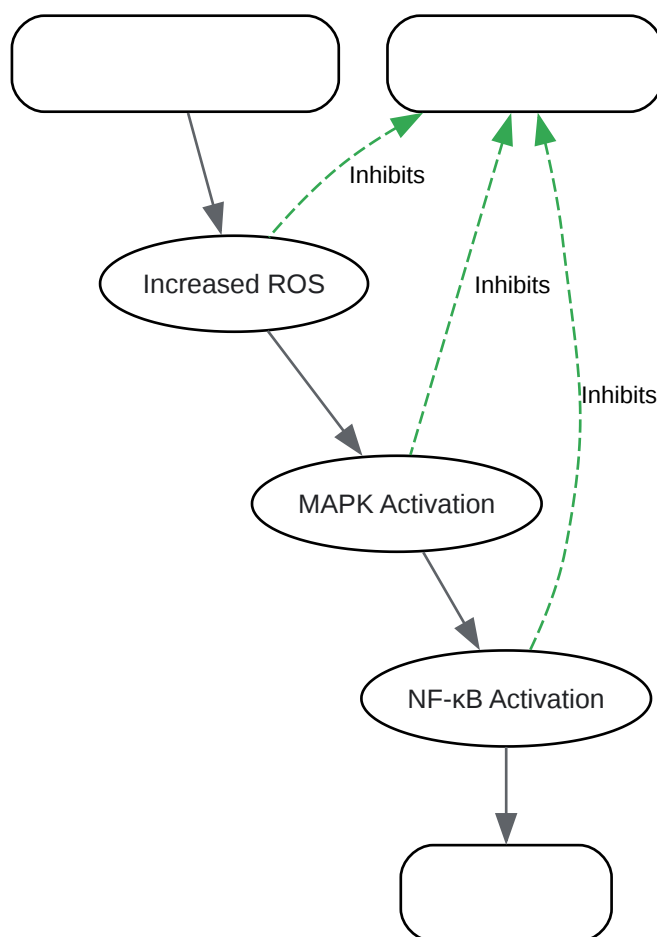 Inhibits
Increased ROS
Inhibits
Inhibits
MAPK Activation
NF-κB Activation